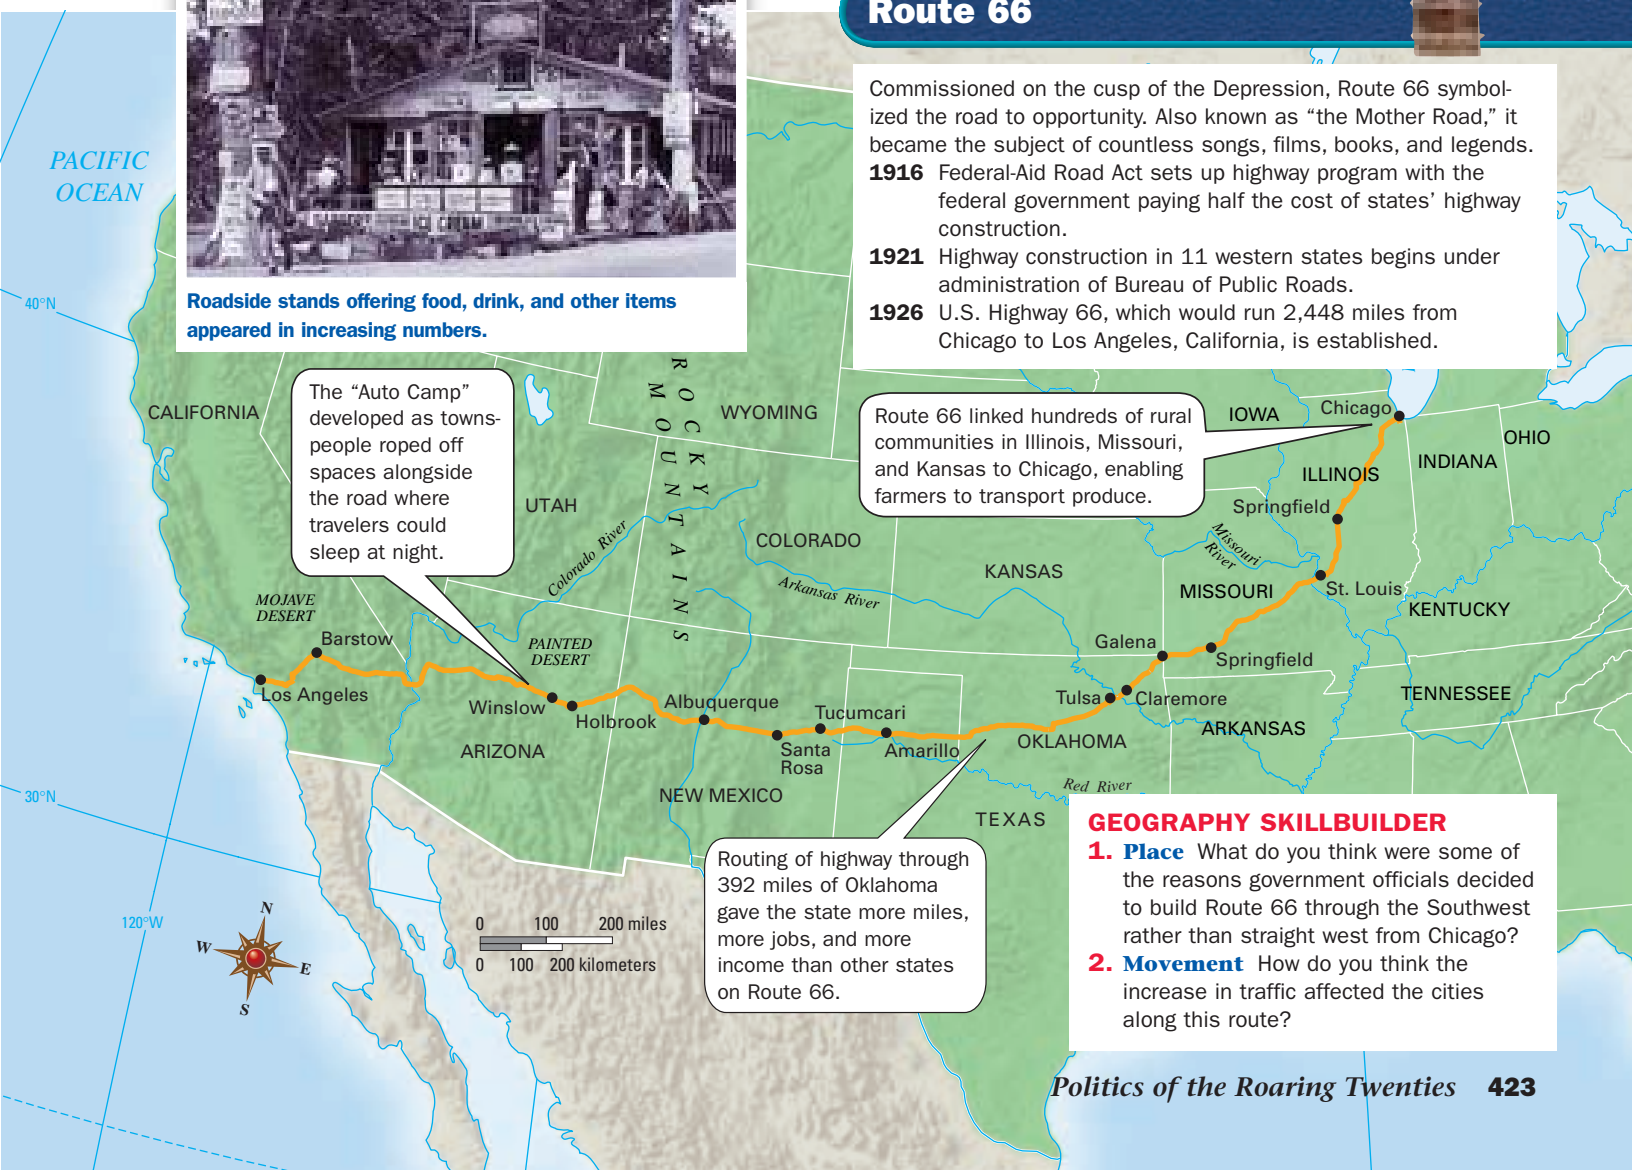 Route 66
Commissioned on the cusp of the Depression, Route 66 symbol-
ized the road to opportunity. Also known as “the Mother Road,” it
became the subject of countless songs, films, books, and legends.
1916 Federal-Aid Road Act sets up highway program with the
federal government paying half the cost of states’ highway
construction.
1921 Highway construction in 11 western states begins under
administration of Bureau of Public Roads.
1926 U.S. Highway 66, which would run 2,448 miles from
Chicago to Los Angeles, California, is established.
ICE CREAM
Roadside stands offering food, drink, and other items
appeared in increasing numbers.
PACIFIC
OCEAN
40°N
30°N
120°W
The “Auto Camp”
developed as towns-
people roped off
spaces alongside
the road where
travelers could
sleep at night.
Route 66 linked hundreds of rural
communities in Illinois, Missouri,
and Kansas to Chicago, enabling
farmers to transport produce.
CALIFORNIA
UTAH
WYOMING
COLORADO
KANSAS
IOWA
ILLINOIS
INDIANA
OHIO
MISSOURI
KENTUCKY
TENNESSEE
ARKANSAS
OKLAHOMA
TEXAS
NEW MEXICO
ARIZONA
ROCKY
MOUNTAINS
Colorado River
Arkansas River
Missouri
River
Red River
MOJAVE
DESERT
PAINTED
DESERT
Chicago
Springfield
St. Louis
Springfield
Galena
Claremore
Tulsa
Amarillo
Tucumcari
Santa
Rosa
Albuquerque
Holbrook
Winslow
Barstow
Los Angeles
Routing of highway through
392 miles of Oklahoma
gave the state more miles,
more jobs, and more
income than other states
on Route 66.
N
W
E
S
0 100 200 miles
0 100 200 kilometers
GEOGRAPHY SKILLBUILDER
1. Place What do you think were some of
the reasons government officials decided
to build Route 66 through the Southwest
rather than straight west from Chicago?
2. Movement How do you think the
increase in traffic affected the cities
along this route?
Politics of the Roaring Twenties 423